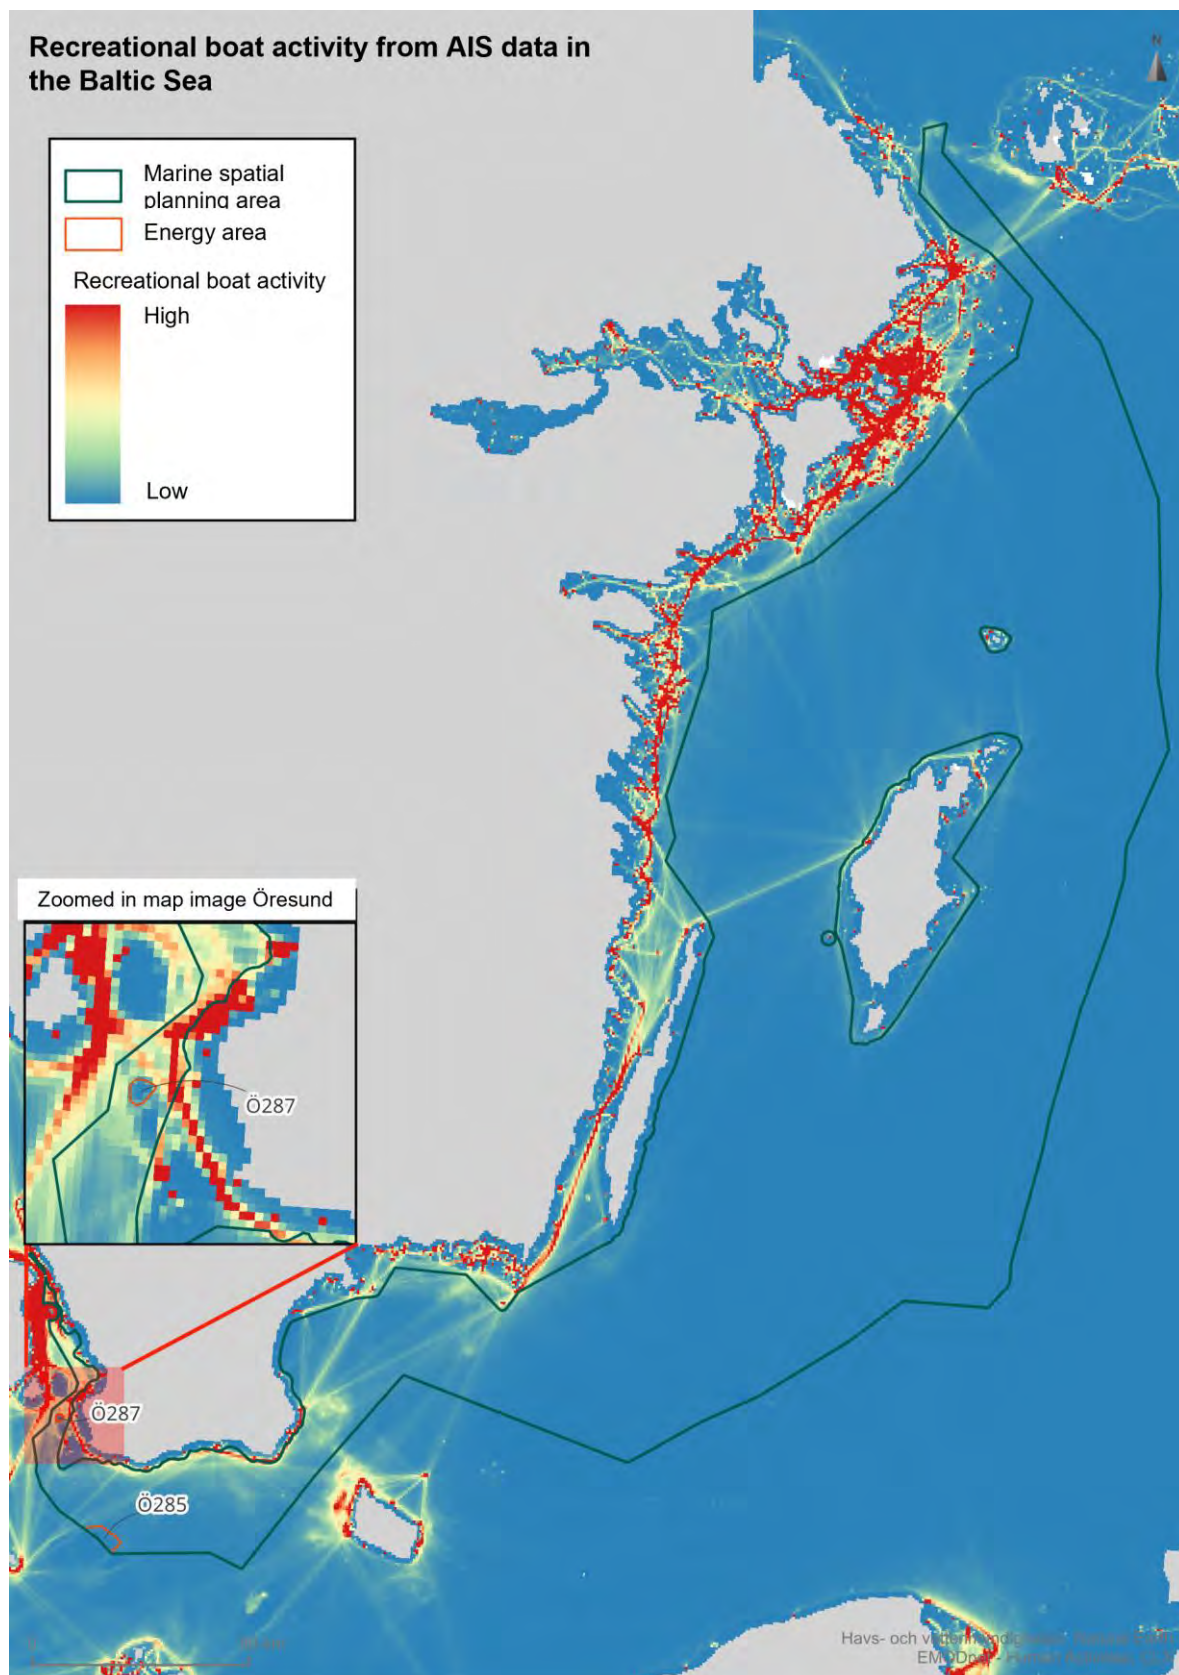 Recreational boat activity from AIS data in
the Baltic Sea
N
Marine spatial
planning area
Energy area
Recreational boat activity
High
Low
Zoomed in map image Öresund
Ö287
Ö287
Ö285
Havs- och
EMODnet - Human